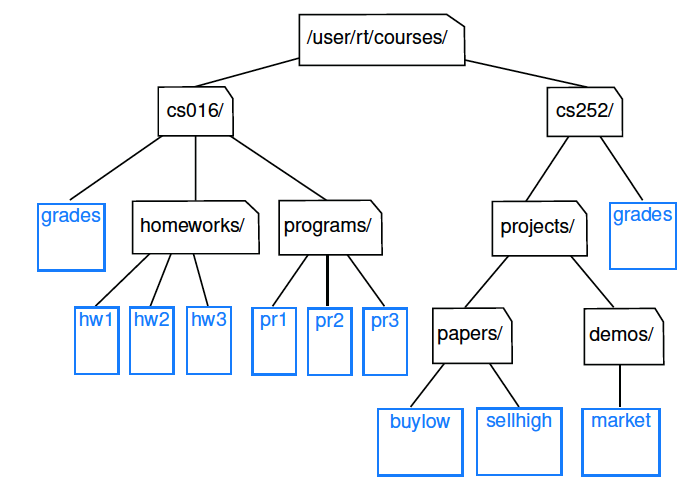 /user/rt/courses/
cs016/
cs252/
grades
homeworks/
programs/
projects/
grades
hw1
hw2
hw3
pr1
pr2
pr3
papers/
demos/
buylow
sellhigh
market